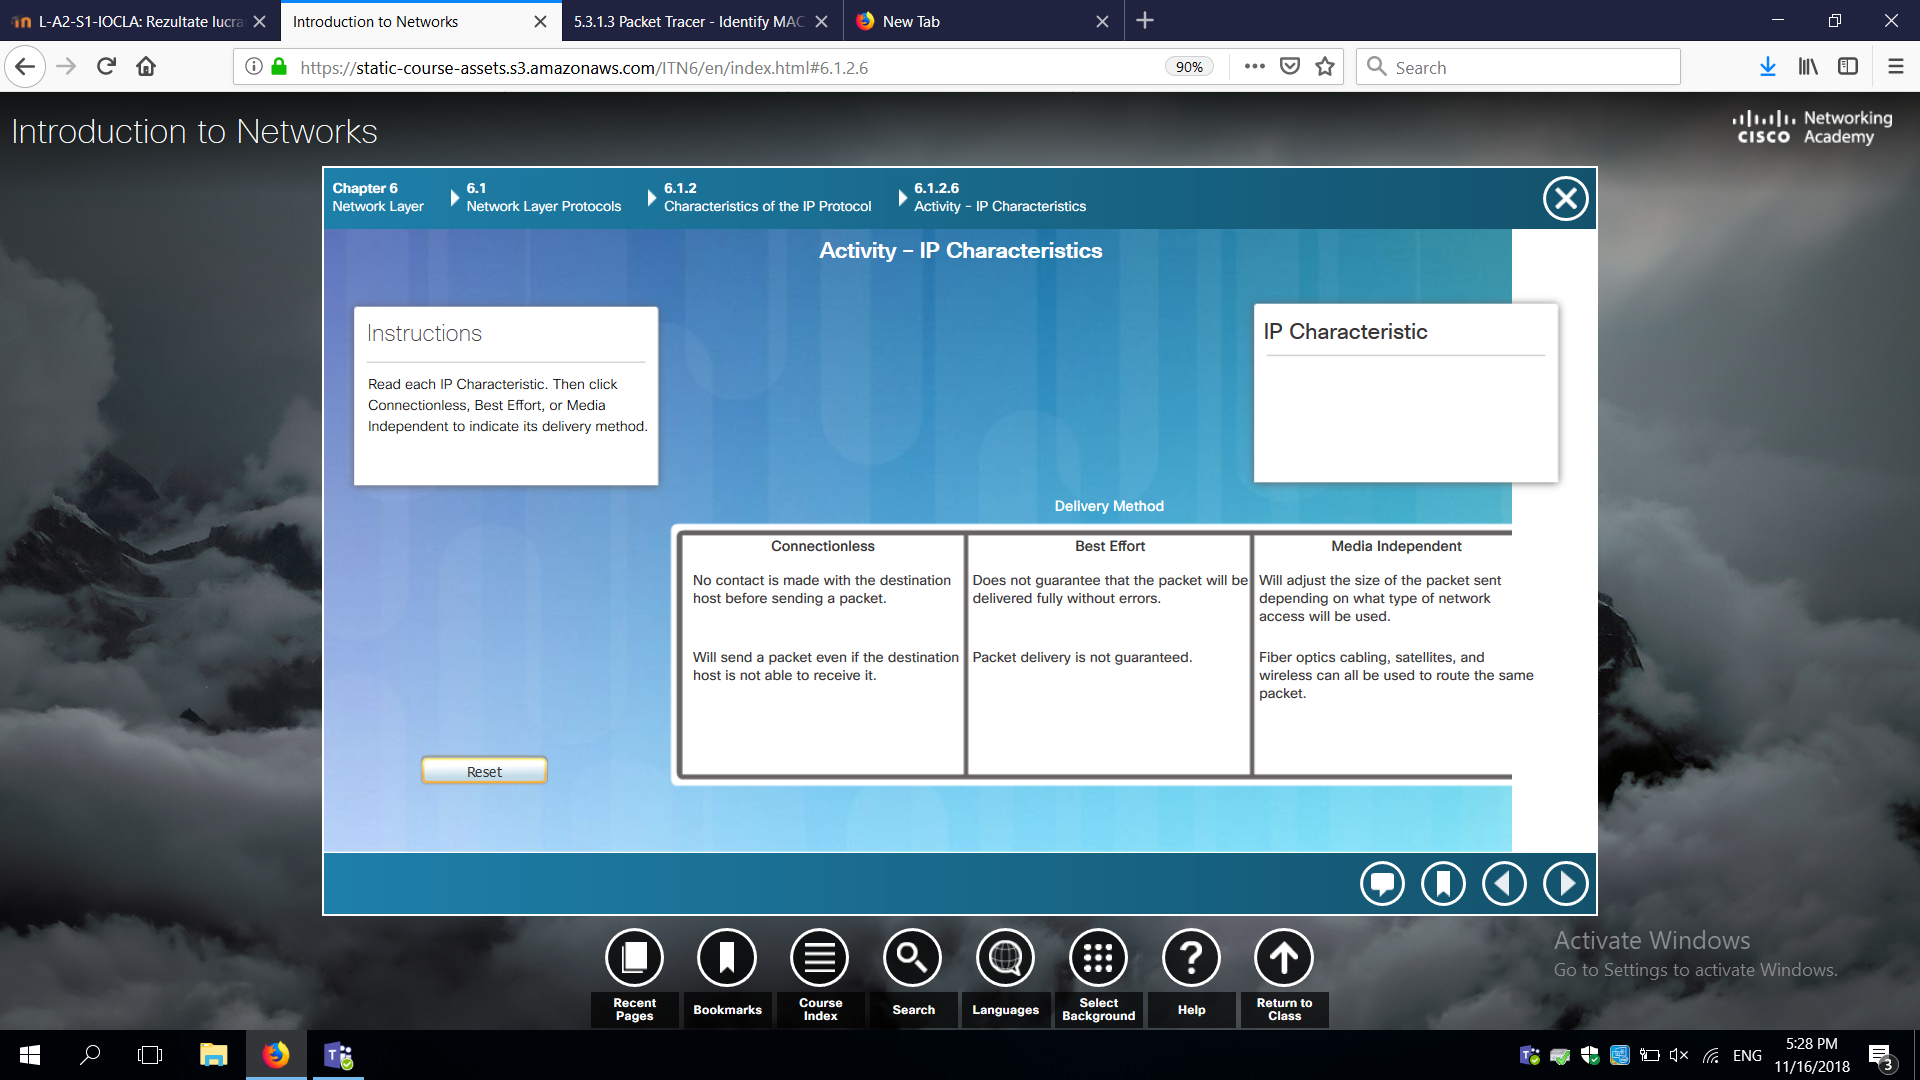 L-A2-S1-IOCLA: Rezultate lucra
Introduction to Networks
5.3.1.3 Packet Tracer - Identify MAC
New Tab
https://static-course-assets.s3.amazonaws.com/ITN6/en/index.html#6.1.2.6
90%
Search
Introduction to Networks
CISCO Networking Academy
Chapter 6
Network Layer
6.1
Network Layer Protocols
6.1.2
Characteristics of the IP Protocol
6.1.2.6
Activity - IP Characteristics
Activity – IP Characteristics
Instructions
Read each IP Characteristic. Then click
Connectionless, Best Effort, or Media
Independent to indicate its delivery method.
IP Characteristic
Delivery Method
Connectionless
No contact is made with the destination
host before sending a packet.
Will send a packet even if the destination
host is not able to receive it.
Best Effort
Does not guarantee that the packet will be
delivered fully without errors.
Packet delivery is not guaranteed.
Media Independent
Will adjust the size of the packet sent
depending on what type of network
access will be used.
Fiber optics cabling, satellites, and
wireless can all be used to route the same
packet.
Reset
Activate Windows
Go to Settings to activate Windows.
Recent
Pages
Bookmarks
Course
Index
Search
Languages
Select
Background
Help
Return to
Class
ENG
5:28 PM
11/16/2018
3